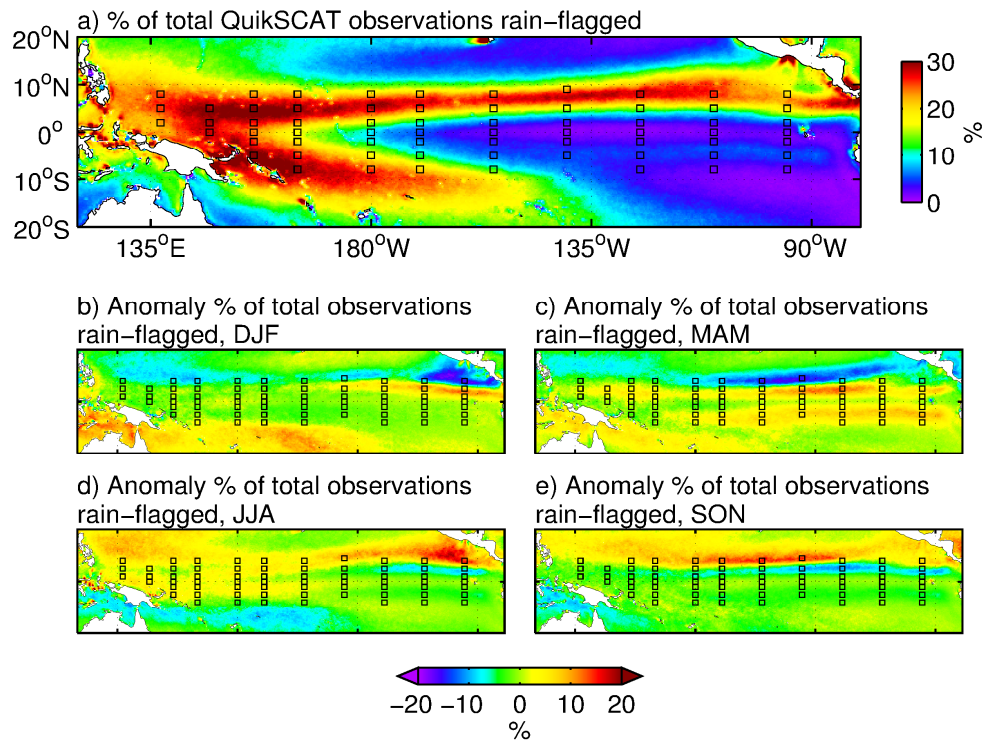 a) % of total QuikSCAT observations rain−flagged
20°N
10°N
0°
10°S
20°S
135°E
180°W
135°W
90°W
30
20
10
0
%
b) Anomaly % of total observations
rain−flagged, DJF
c) Anomaly % of total observations
rain−flagged, MAM
d) Anomaly % of total observations
rain−flagged, JJA
e) Anomaly % of total observations
rain−flagged, SON
−20 −10 0 10 20
%